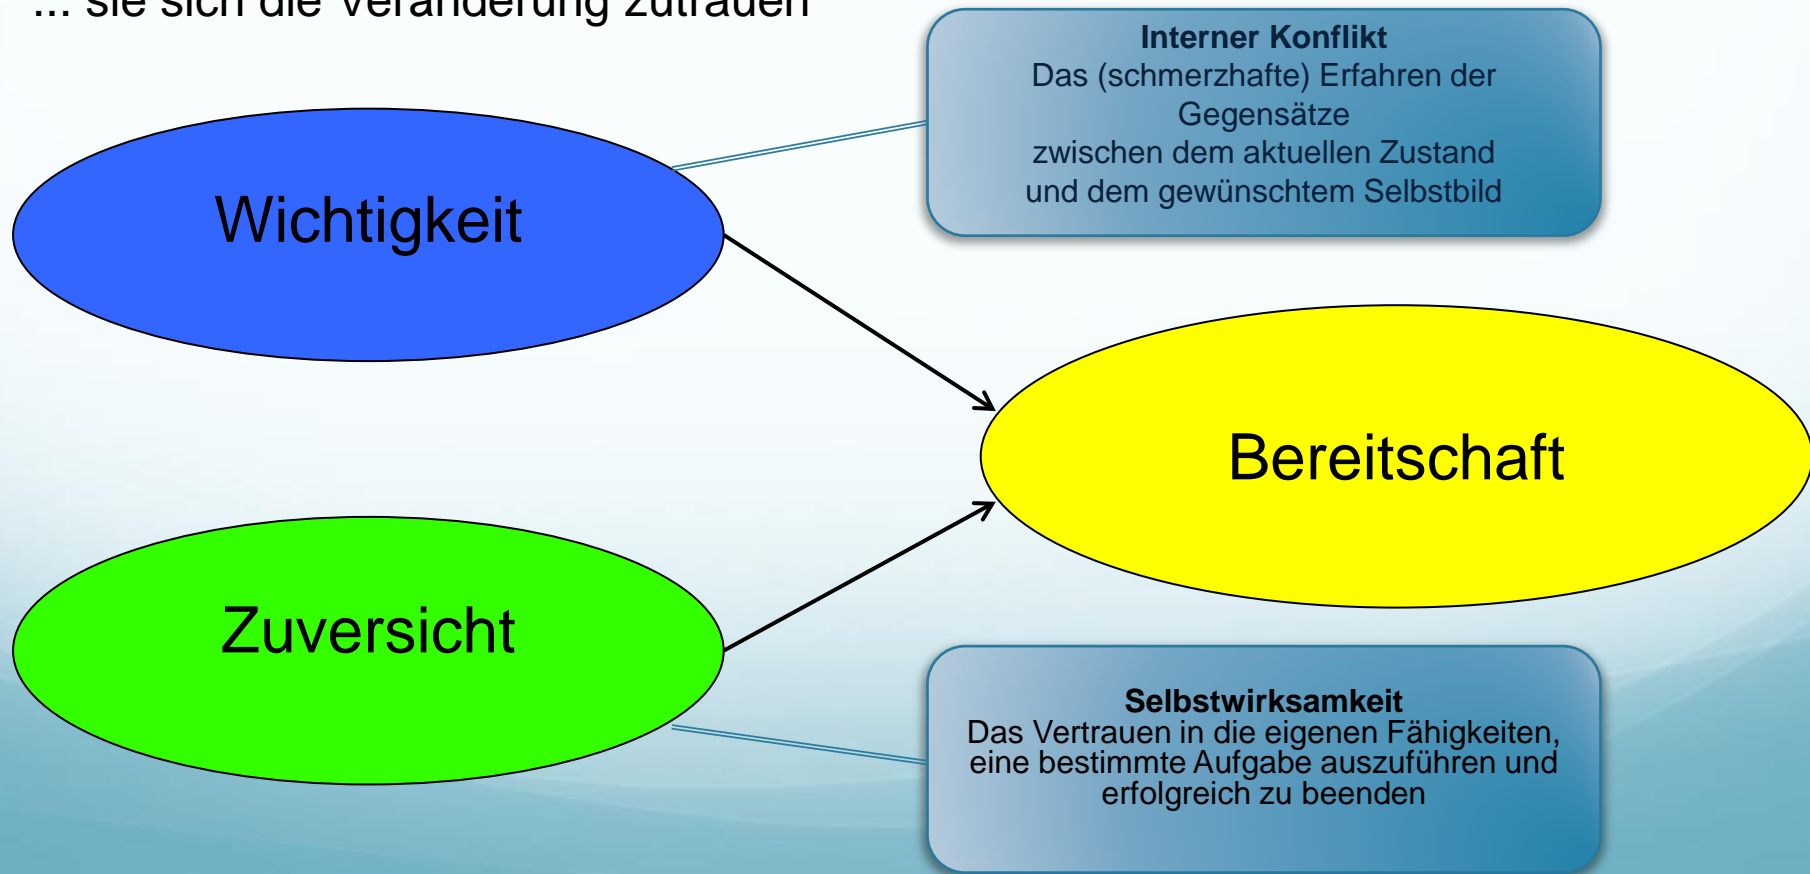 ... sie sich die Veränderung zutrauen
Interner Konflikt
Das (schmerzhafte) Erfahren der
Gegensätze
zwischen dem aktuellen Zustand
und dem gewünschtem Selbstbild
Wichtigkeit
Bereitschaft
Zuversicht
Selbstwirksamkeit
Das Vertrauen in die eigenen Fähigkeiten,
eine bestimmte Aufgabe auszuführen und
erfolgreich zu beenden